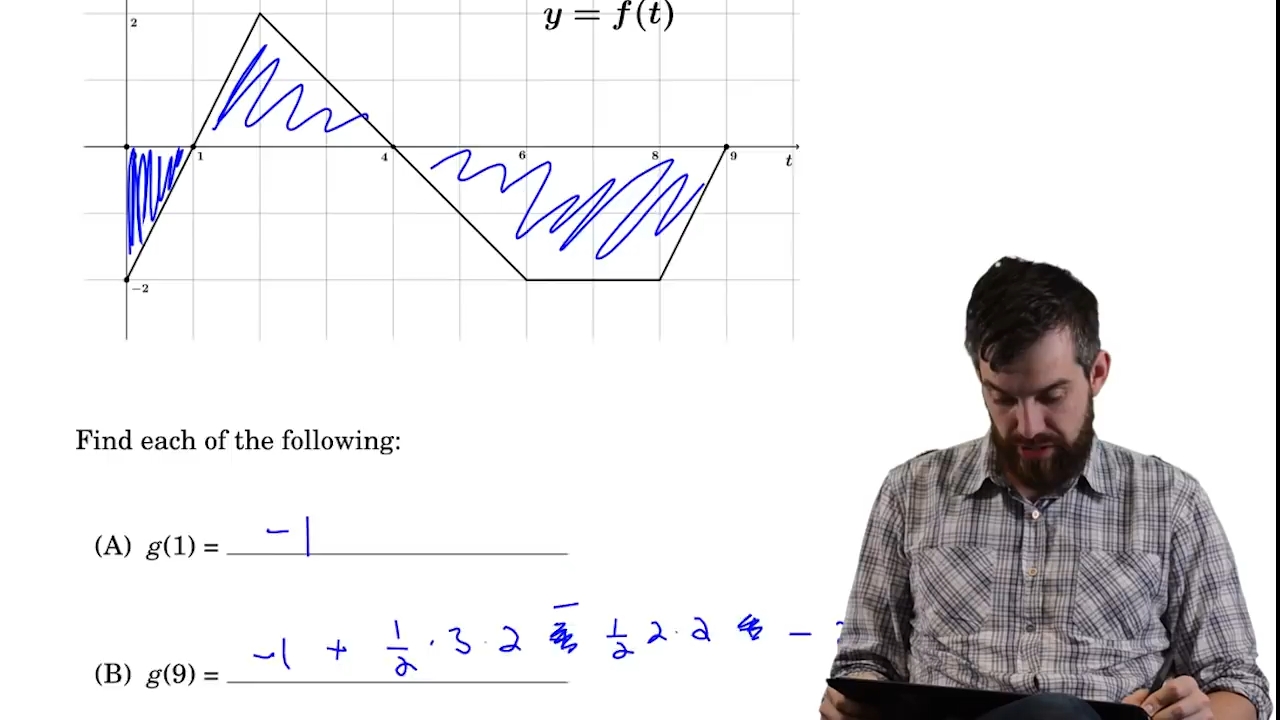 2
y = f(t)
1 4 6 8 9 t
−2
Find each of the following:
(A) g(1) = -1
(B) g(9) = -1 + 1/2 · 3 · 2 - 1/2 2 · 2 -